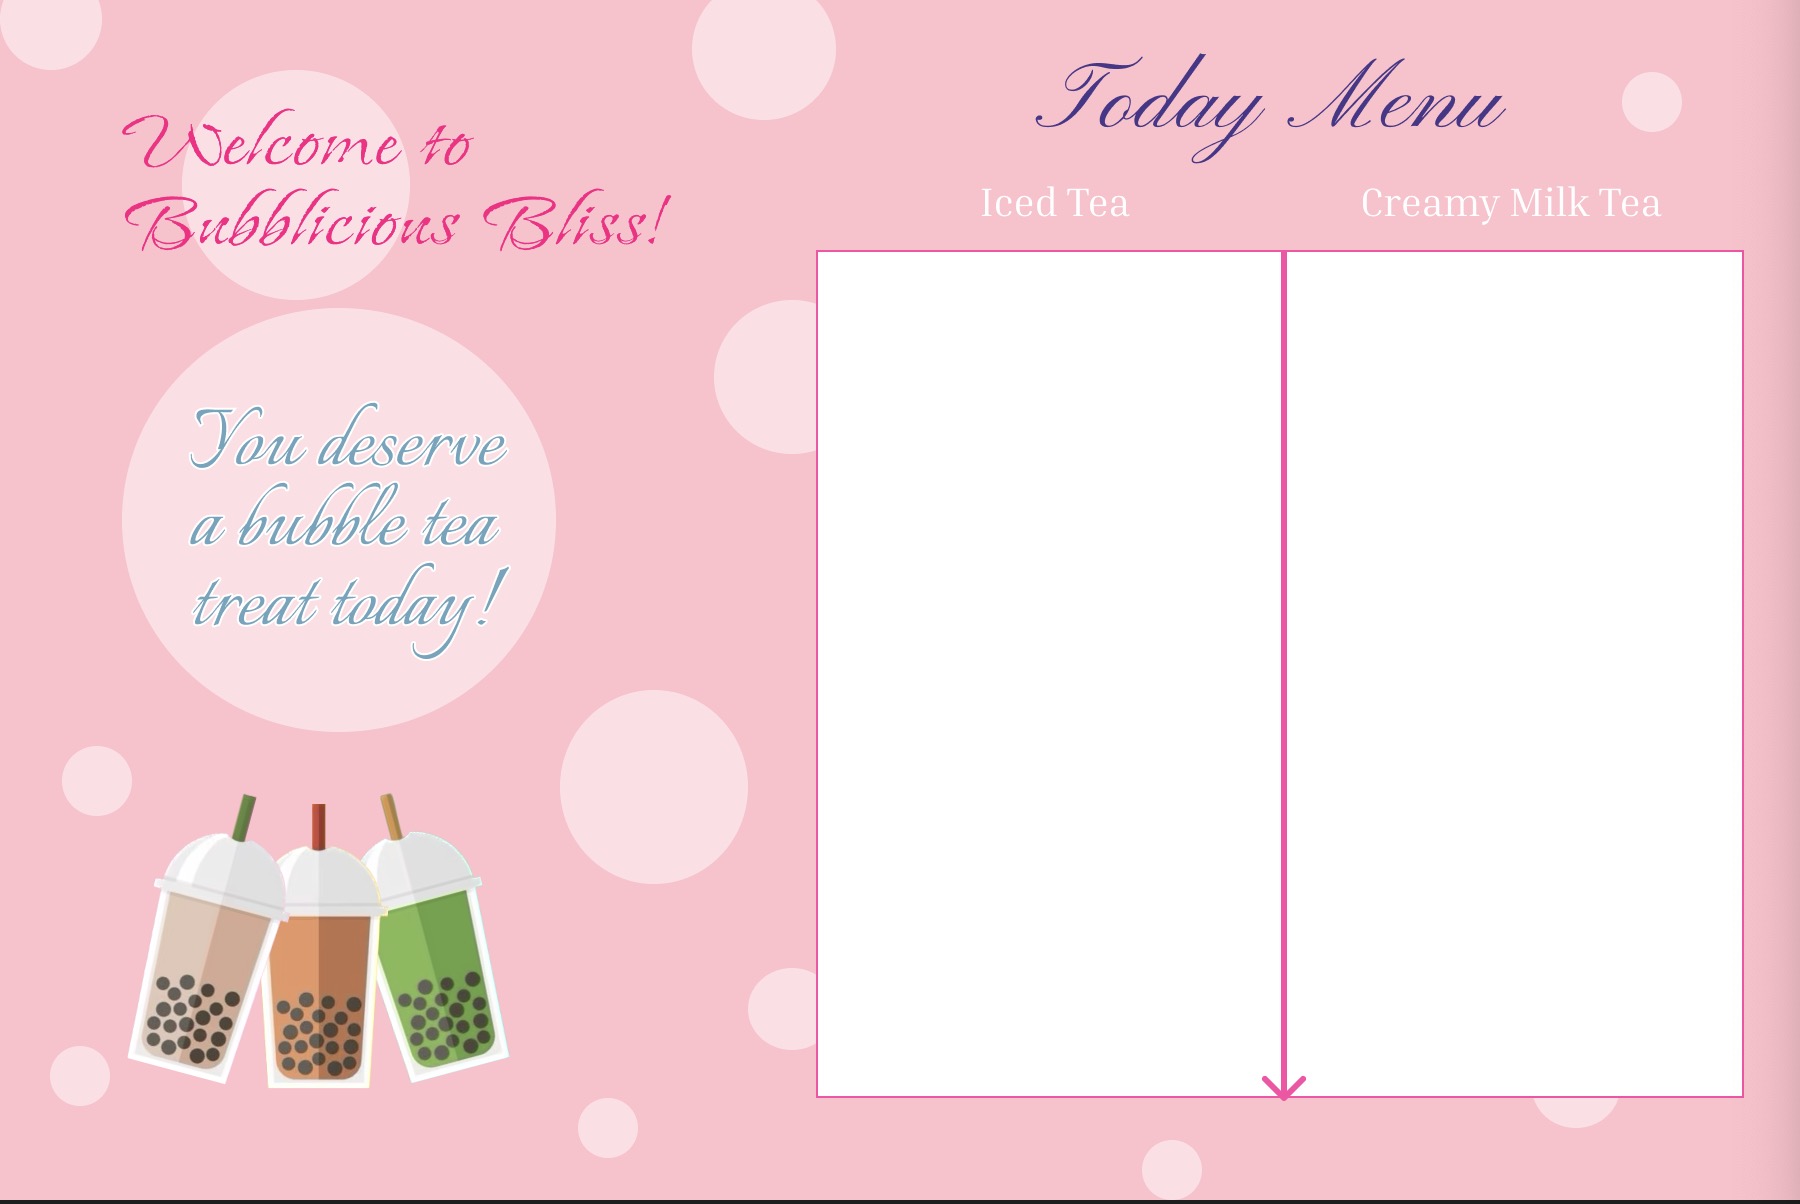 Welcome to
Bubblicious Bliss!
You deserve
a bubble tea
treat today!
Today Menu
Iced Tea
Creamy Milk Tea